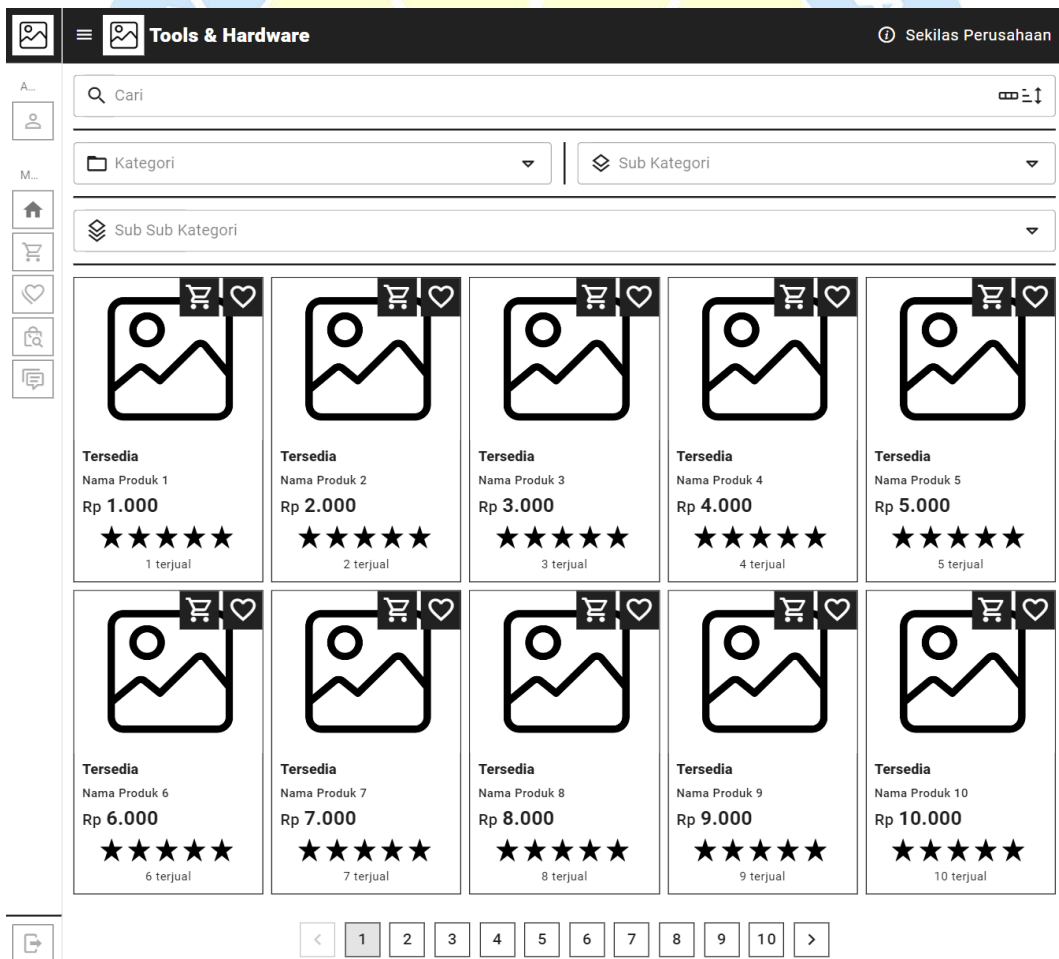 Tools & Hardware
Sekilas Perusahaan
A...
Cari
Kategori
Sub Kategori
M...
Sub Sub Kategori
Tersedia Tersedia Tersedia Tersedia Tersedia
Nama Produk 1 Nama Produk 2 Nama Produk 3 Nama Produk 4 Nama Produk 5
Rp 1.000 Rp 2.000 Rp 3.000 Rp 4.000 Rp 5.000
1 terjual 2 terjual 3 terjual 4 terjual 5 terjual
Tersedia Tersedia Tersedia Tersedia Tersedia
Nama Produk 6 Nama Produk 7 Nama Produk 8 Nama Produk 9 Nama Produk 10
Rp 6.000 Rp 7.000 Rp 8.000 Rp 9.000 Rp 10.000
6 terjual 7 terjual 8 terjual 9 terjual 10 terjual
< 1 2 3 4 5 6 7 8 9 10 >